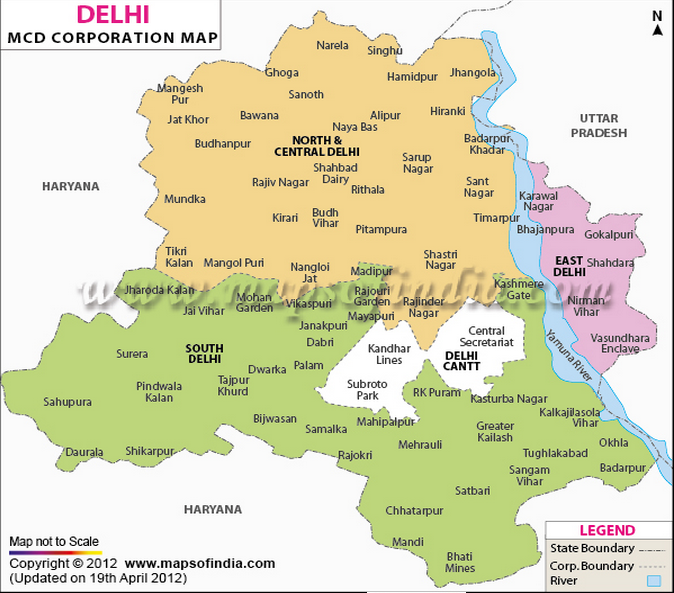 DELHI
MCD CORPORATION MAP
N
Narela
Singhu
Ghoga
Hamidpur
Jhangola
Mangesh
Pur
Sanoth
Jat Khor
Bawana
Alipur
Hiranki
Naya Bas
UTTAR
PRADESH
Budhanpur
NORTH &
CENTRAL DELHI
Badarpur
Khadar
Sarup
Nagar
Shahbad
Dairy
HARYANA
Rajiv Nagar
Rithala
Sant
Nagar
Karawal
Nagar
Mundka
Kirari
Budh
Vihar
Timarpur
Pitampura
Bhajanpura
Gokalpuri
Tikri
Kalan
Mangol Puri
Nangloi
Jat
Madipur
Shastri
Nagar
EAST
DELHI
Shahdara
www.mapsofindia.com
Jharoda Kalan
Mohan
Garden
Vikaspuri
Rajouri
Garden
Rajinder
Nagar
Kashmere
Gate
Nirman
Vihar
Jai Vihar
Mayapuri
Janakpuri
Central
Secretariat
Vasundhara
Enclave
Dabri
Yamuna River
Surera
SOUTH
DELHI
Kandhar
Lines
DELHI
CANTT
Palam
Dwarka
Pindwala
Kalan
Tajpur
Khurd
Subroto
Park
RK Puram
Kasturba Nagar
Sahupura
Kalkajilasola
Vihar
Bijwasan
Samalka
Mahipalpur
Greater
Kailash
Mehrauli
Okhla
Daurala
Shikarpur
Rajokri
Tughlakabad
Sangam
Vihar
Badarpur
Satbari
HARYANA
Chhatarpur
Mandi
Bhati
Mines
Map not to Scale
Copyright © 2012 www.mapsofindia.com
(Updated on 19th April 2012)
LEGEND
State Boundary
Corp. Boundary
River